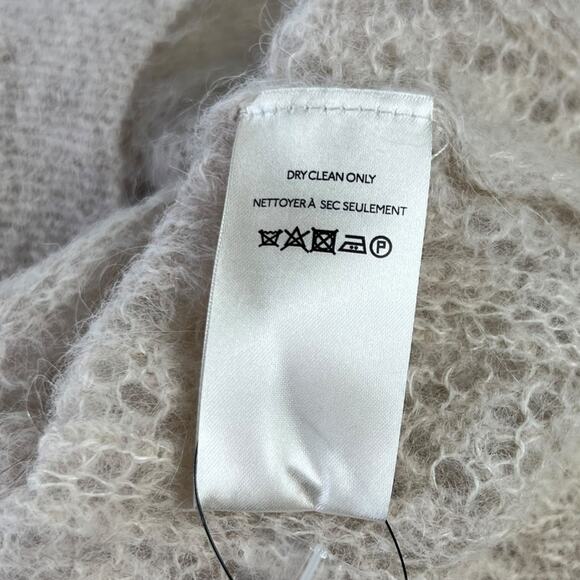 DRY CLEAN ONLY
NETTOYER À SEC SEULEMENT
P